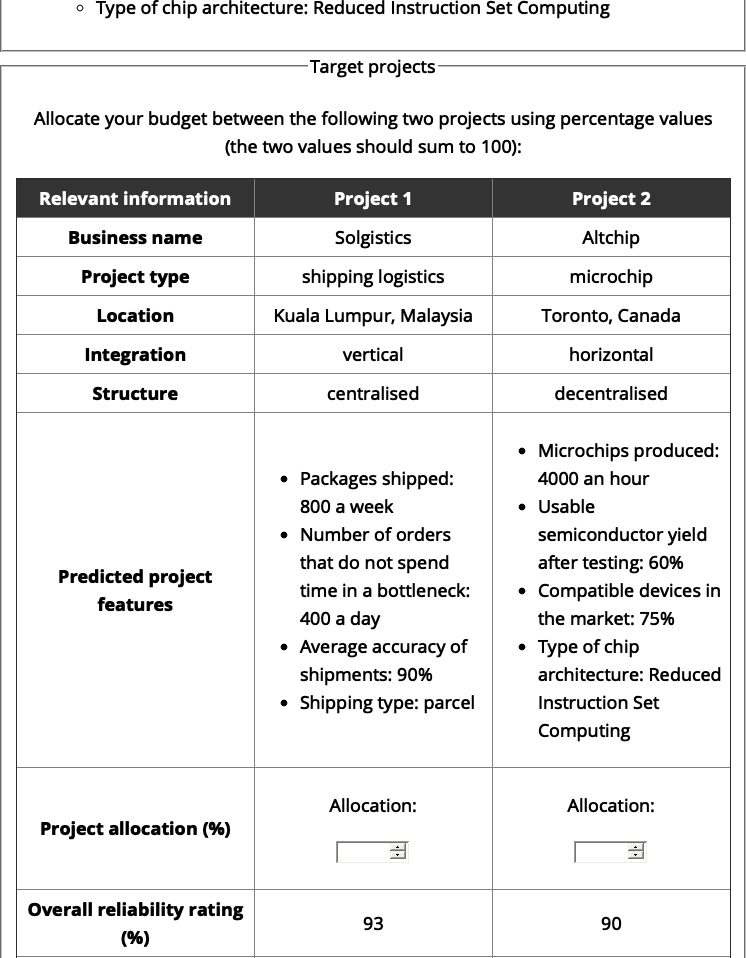 Type of chip architecture: Reduced Instruction Set Computing
Target projects
Allocate your budget between the following two projects using percentage values
(the two values should sum to 100):
Relevant information Project 1 Project 2
Business name Solgistics Altchip
Project type shipping logistics microchip
Location Kuala Lumpur, Malaysia Toronto, Canada
Integration vertical horizontal
Structure centralised decentralised
Predicted project
features
Packages shipped:
800 a week
Number of orders
that do not spend
time in a bottleneck:
400 a day
Average accuracy of
shipments: 90%
Shipping type: parcel
Microchips produced:
4000 an hour
Usable
semiconductor yield
after testing: 60%
Compatible devices in
the market: 75%
Type of chip
architecture: Reduced
Instruction Set
Computing
Project allocation (%)
Allocation:
Allocation:
Overall reliability rating
(%)
93
90